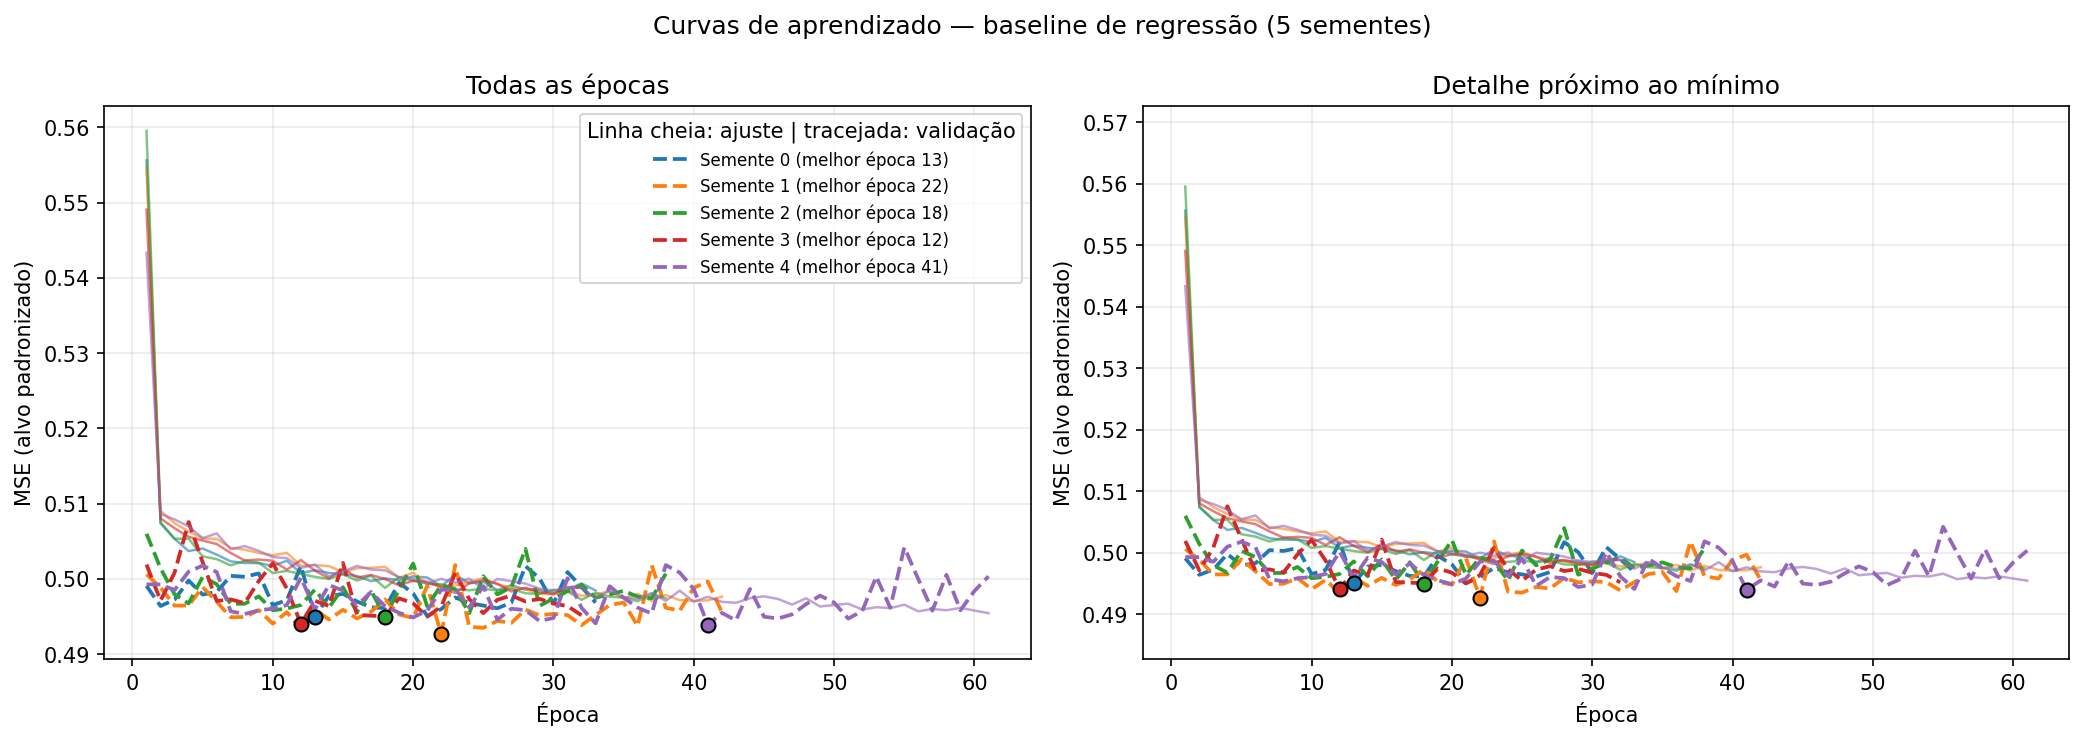 Curvas de aprendizado — baseline de regressão (5 sementes)
Todas as épocas
MSE (alvo padronizado)
0.56
0.55
0.54
0.53
0.52
0.51
0.50
0.49
Linha cheia: ajuste | tracejada: validação
Semente 0 (melhor época 13)
Semente 1 (melhor época 22)
Semente 2 (melhor época 18)
Semente 3 (melhor época 12)
Semente 4 (melhor época 41)
0 10 20 30 40 50 60
Época
Detalhe próximo ao mínimo
MSE (alvo padronizado)
0.57
0.56
0.55
0.54
0.53
0.52
0.51
0.50
0.49
0 10 20 30 40 50 60
Época